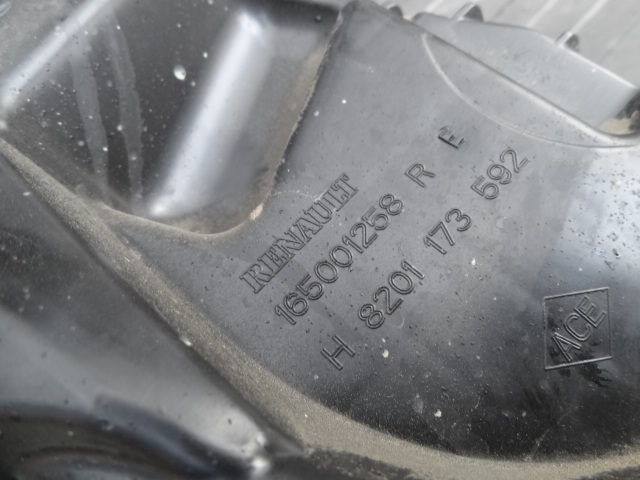 RENAULT
165001258 R E
H 8201 173 592
ACE